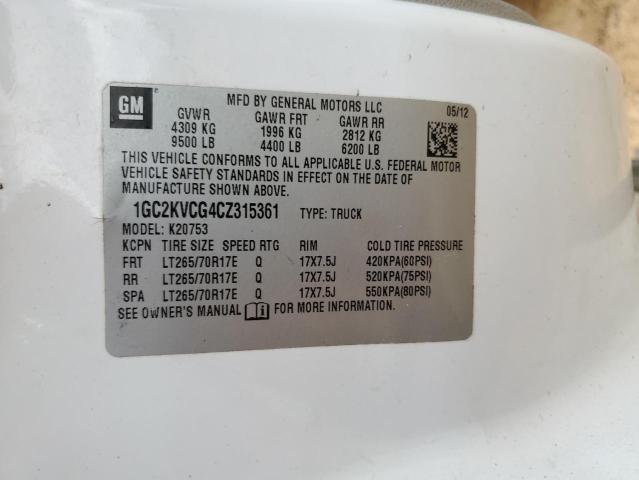 GM
MFD BY GENERAL MOTORS LLC
05/12
GVWR GAWR FRT GAWR RR
4309 KG 1996 KG 2812 KG
9500 LB 4400 LB 6200 LB
THIS VEHICLE CONFORMS TO ALL APPLICABLE U.S. FEDERAL MOTOR
VEHICLE SAFETY STANDARDS IN EFFECT ON THE DATE OF
MANUFACTURE SHOWN ABOVE.
1GC2KVCG4CZ315361 TYPE: TRUCK
MODEL: K20753
KCPN TIRE SIZE SPEED RTG RIM COLD TIRE PRESSURE
FRT LT265/70R17E Q 17X7.5J 420KPA(60PSI)
RR LT265/70R17E Q 17X7.5J 520KPA(75PSI)
SPA LT265/70R17E Q 17X7.5J 550KPA(80PSI)
SEE OWNER'S MANUAL FOR MORE INFORMATION.